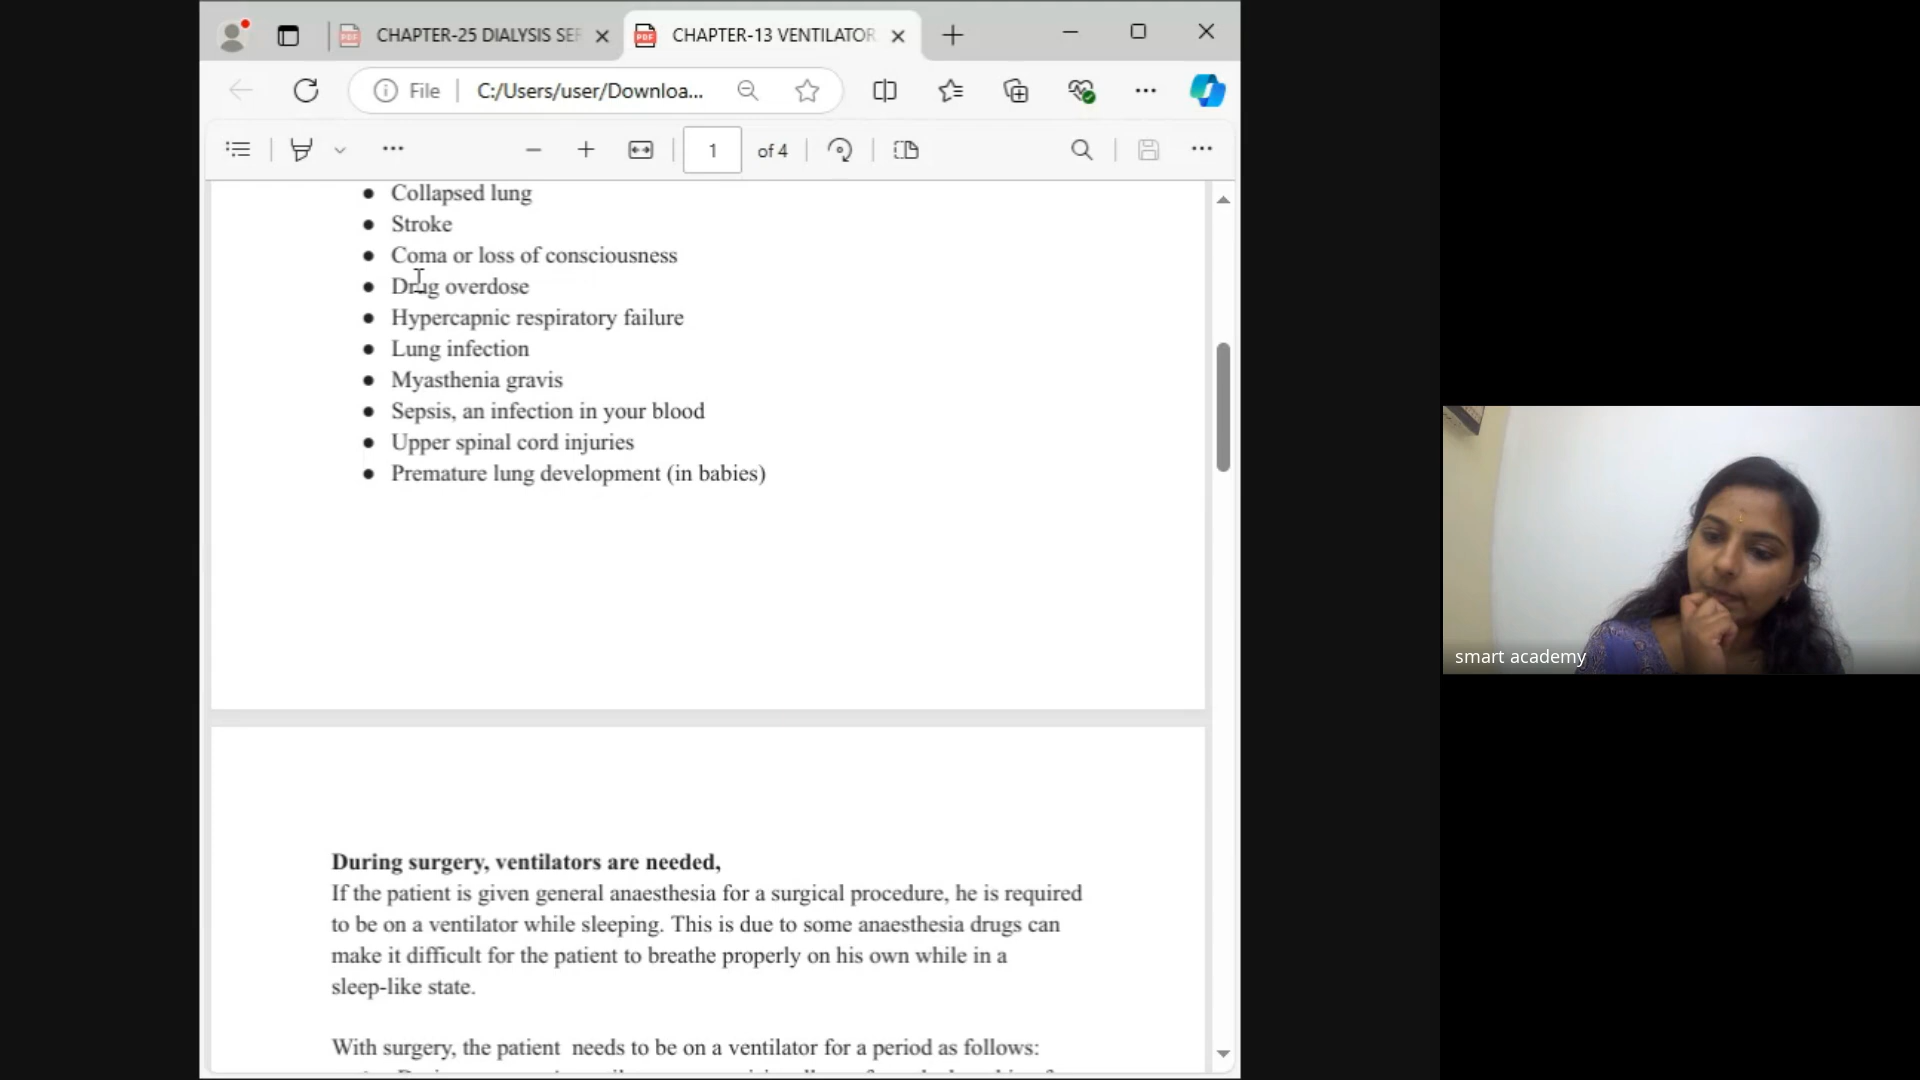 CHAPTER-25 DIALYSIS SER
CHAPTER-13 VENTILATOR
File
C:/Users/user/Downloa...
1 of 4
• Collapsed lung
• Stroke
• Coma or loss of consciousness
• Drug overdose
• Hypercapnic respiratory failure
• Lung infection
• Myasthenia gravis
• Sepsis, an infection in your blood
• Upper spinal cord injuries
• Premature lung development (in babies)
During surgery, ventilators are needed,
If the patient is given general anaesthesia for a surgical procedure, he is required
to be on a ventilator while sleeping. This is due to some anaesthesia drugs can
make it difficult for the patient to breathe properly on his own while in a
sleep-like state.
With surgery, the patient needs to be on a ventilator for a period as follows:
smart academy